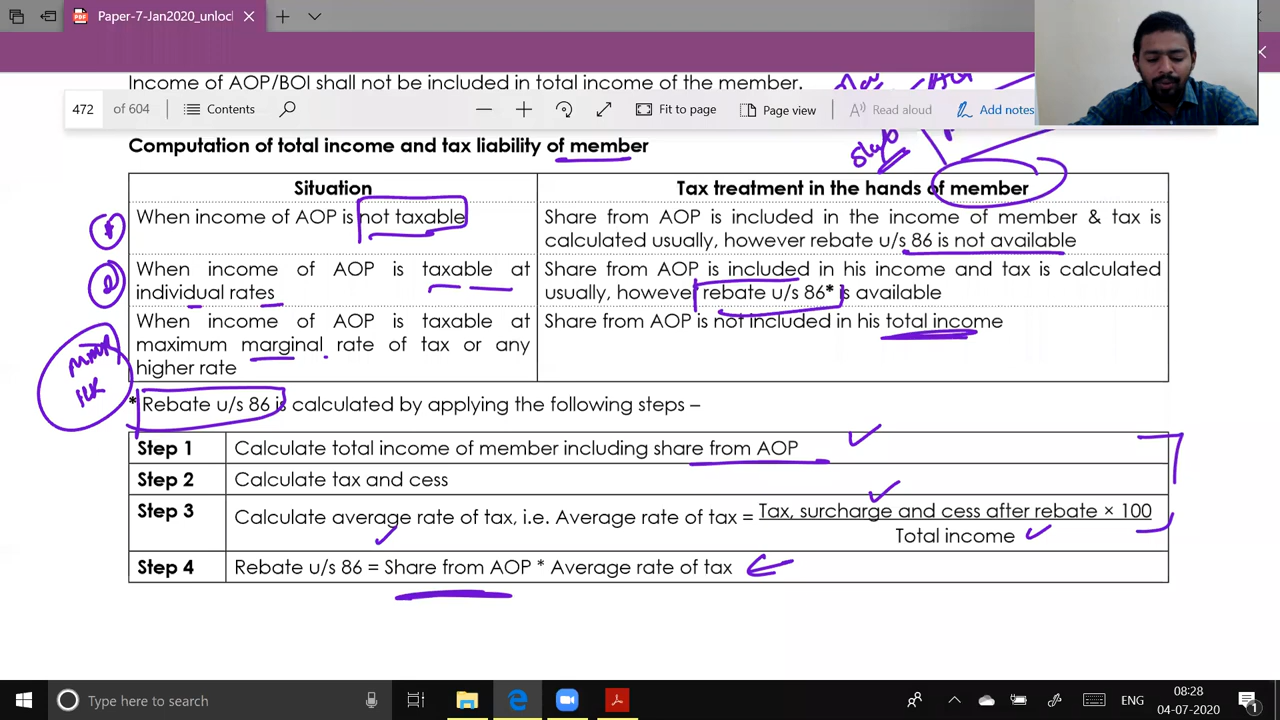 Paper-7-Jan2020_unlock
Income of AOP/BOI shall not be included in total income of the member.
472 of 604 Contents Fit to page Page view Read aloud Add notes
Slab
Computation of total income and tax liability of member
Situation
Tax treatment in the hands of member
When income of AOP is not taxable
Share from AOP is included in the income of member & tax is
calculated usually, however rebate u/s 86 is not available
When income of AOP is taxable at
individual rates
Share from AOP is included in his income and tax is calculated
usually, however rebate u/s 86* is available
When income of AOP is taxable at
maximum marginal rate of tax or any
higher rate
Share from AOP is not included in his total income
MMR
* Rebate u/s 86 is calculated by applying the following steps –
Step 1 Calculate total income of member including share from AOP
Step 2 Calculate tax and cess
Step 3 Calculate average rate of tax, i.e. Average rate of tax = Tax, surcharge and cess after rebate × 100
Total income
Step 4 Rebate u/s 86 = Share from AOP * Average rate of tax
Type here to search
ENG
08:28
04-07-2020
1